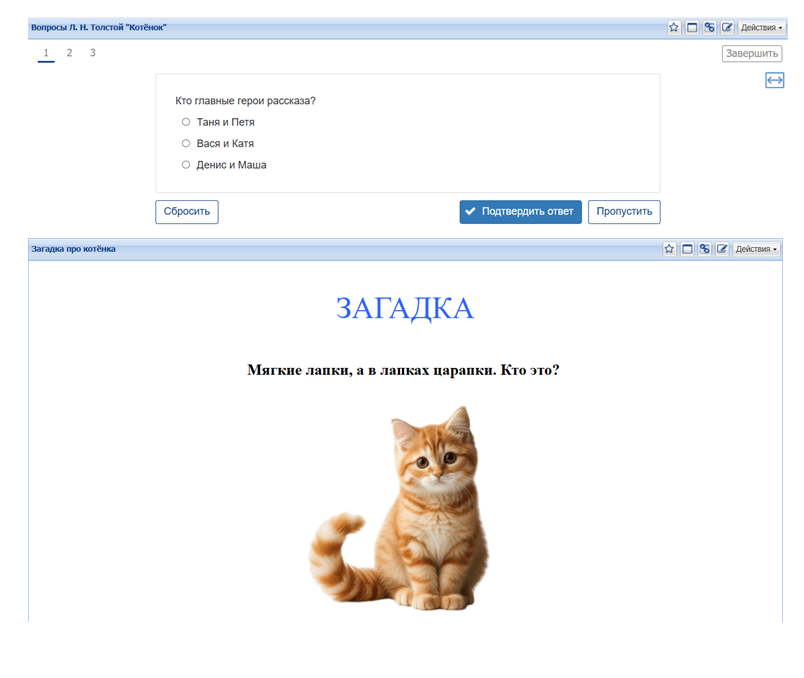 Вопросы Л. Н. Толстой "Котёнок"
Действия
1 2 3
Завершить
Кто главные герои рассказа?
Таня и Петя
Вася и Катя
Денис и Маша
Сбросить
Подтвердить ответ
Пропустить
Загадка про котёнка
Действия
ЗАГАДКА
Мягкие лапки, а в лапках царапки. Кто это?